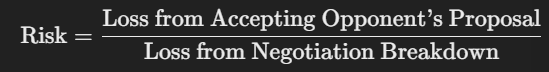 Risk = Loss from Accepting Opponent's Proposal
Loss from Negotiation Breakdown